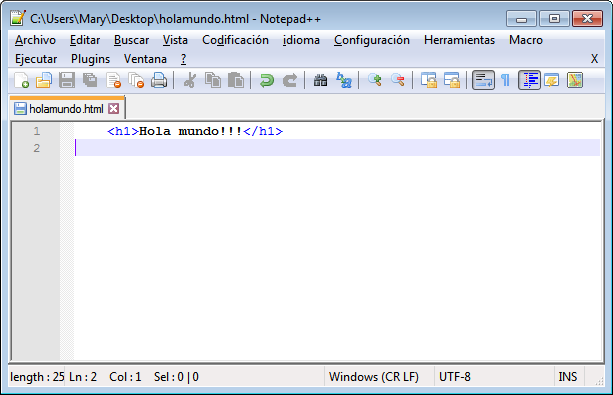 C:\Users\Mary\Desktop\holamundo.html - Notepad++
Archivo Editar Buscar Vista Codificación idioma Configuración Herramientas Macro
Ejecutar Plugins Ventana ? X
holamundo.html
1 <h1>Hola mundo!!!</h1>
2
length : 25 Ln : 2 Col : 1 Sel : 0 | 0 Windows (CR LF) UTF-8 INS